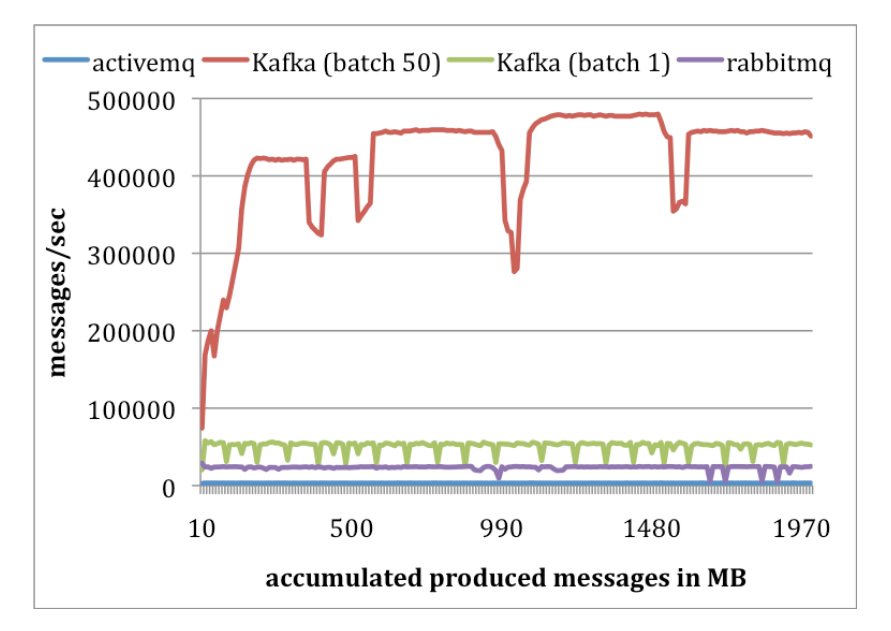 activemq Kafka (batch 50) Kafka (batch 1) rabbitmq
500000
400000
300000
200000
100000
0
messages/sec
10 500 990 1480 1970
accumulated produced messages in MB